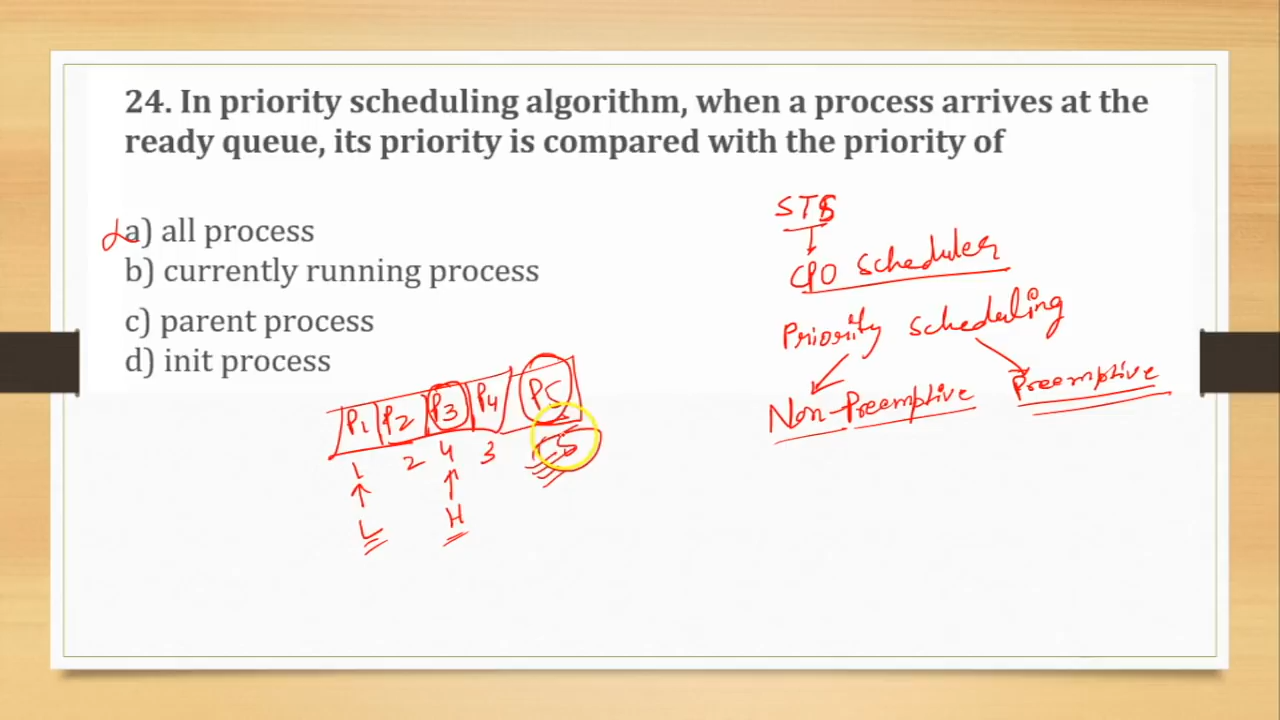 24. In priority scheduling algorithm, when a process arrives at the
ready queue, its priority is compared with the priority of
a) all process
b) currently running process
c) parent process
d) init process
STS
CPU Scheduler
Priority scheduling
Non-Preemptive
Preemptive
P1 P2 P3 P4 P5
1 2 4 3 5
L H